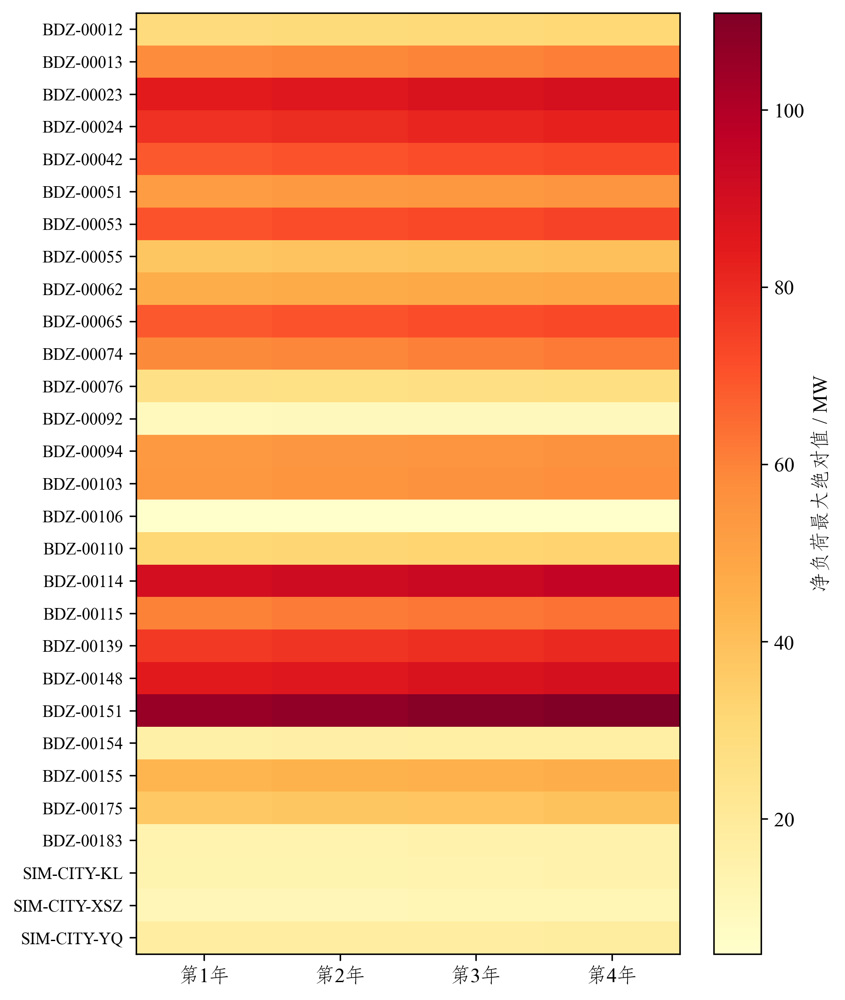 BDZ-00012
BDZ-00013
BDZ-00023
BDZ-00024
BDZ-00042
BDZ-00051
BDZ-00053
BDZ-00055
BDZ-00062
BDZ-00065
BDZ-00074
BDZ-00076
BDZ-00092
BDZ-00094
BDZ-00103
BDZ-00106
BDZ-00110
BDZ-00114
BDZ-00115
BDZ-00139
BDZ-00148
BDZ-00151
BDZ-00154
BDZ-00155
BDZ-00175
BDZ-00183
SIM-CITY-KL
SIM-CITY-XSZ
SIM-CITY-YQ
第1年
第2年
第3年
第4年
100
80
60
40
20
净负荷最大绝对值 / MW